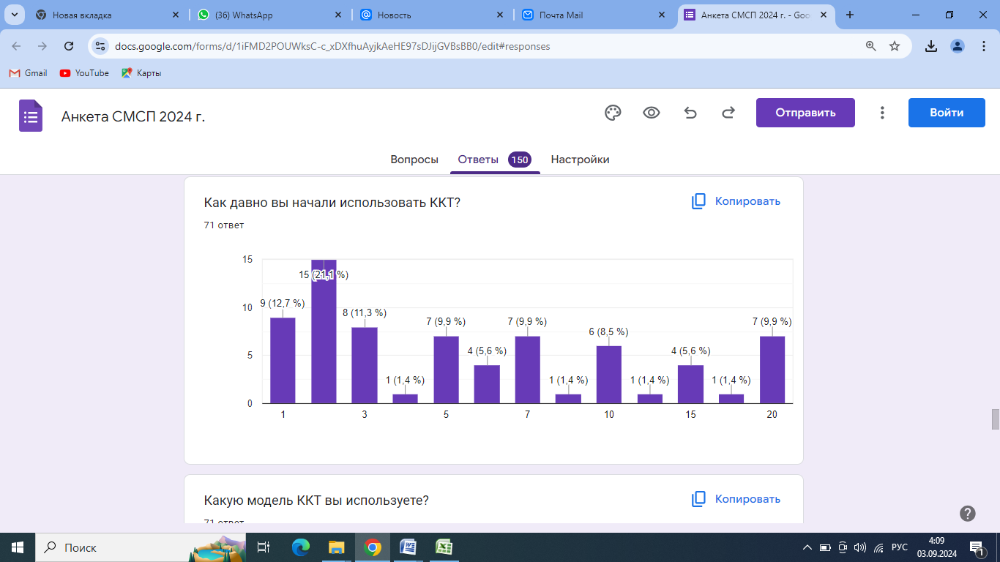 Новая вкладка
(36) WhatsApp
Новость
Почта Mail
Анкета СМСП 2024 г. - Goo
docs.google.com/forms/d/1iFMD2POUWksC-c_xDXfhuAyjkAeHE97sDJijGVBsBB0/edit#responses
Gmail
YouTube
Карты
Анкета СМСП 2024 г.
Отправить
Войти
Вопросы
Ответы 150
Настройки
Как давно вы начали использовать ККТ?
Копировать
71 ответ
15
10
5
0
9 (12,7 %)
15 (21,1 %)
8 (11,3 %)
1 (1,4 %)
7 (9,9 %)
4 (5,6 %)
7 (9,9 %)
1 (1,4 %)
6 (8,5 %)
1 (1,4 %)
4 (5,6 %)
1 (1,4 %)
7 (9,9 %)
1 3 5 7 10 15 20
Какую модель ККТ вы используете?
Копировать
71 ответ
Поиск
РУС
4:09
03.09.2024
1